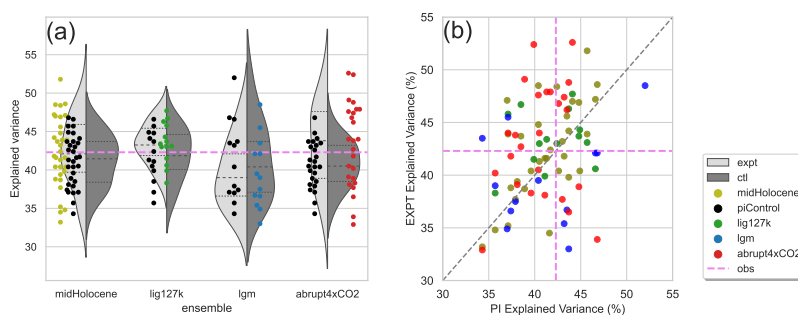 (a)
Explained variance
55
50
45
40
35
30
midHolocene lig127k lgm abrupt4xCO2
ensemble
(b)
EXPT Explained Variance (%)
55
50
45
40
35
30
30 35 40 45 50 55
PI Explained Variance (%)
expt
ctl
midHolocene
piControl
lig127k
lgm
abrupt4xCO2
obs